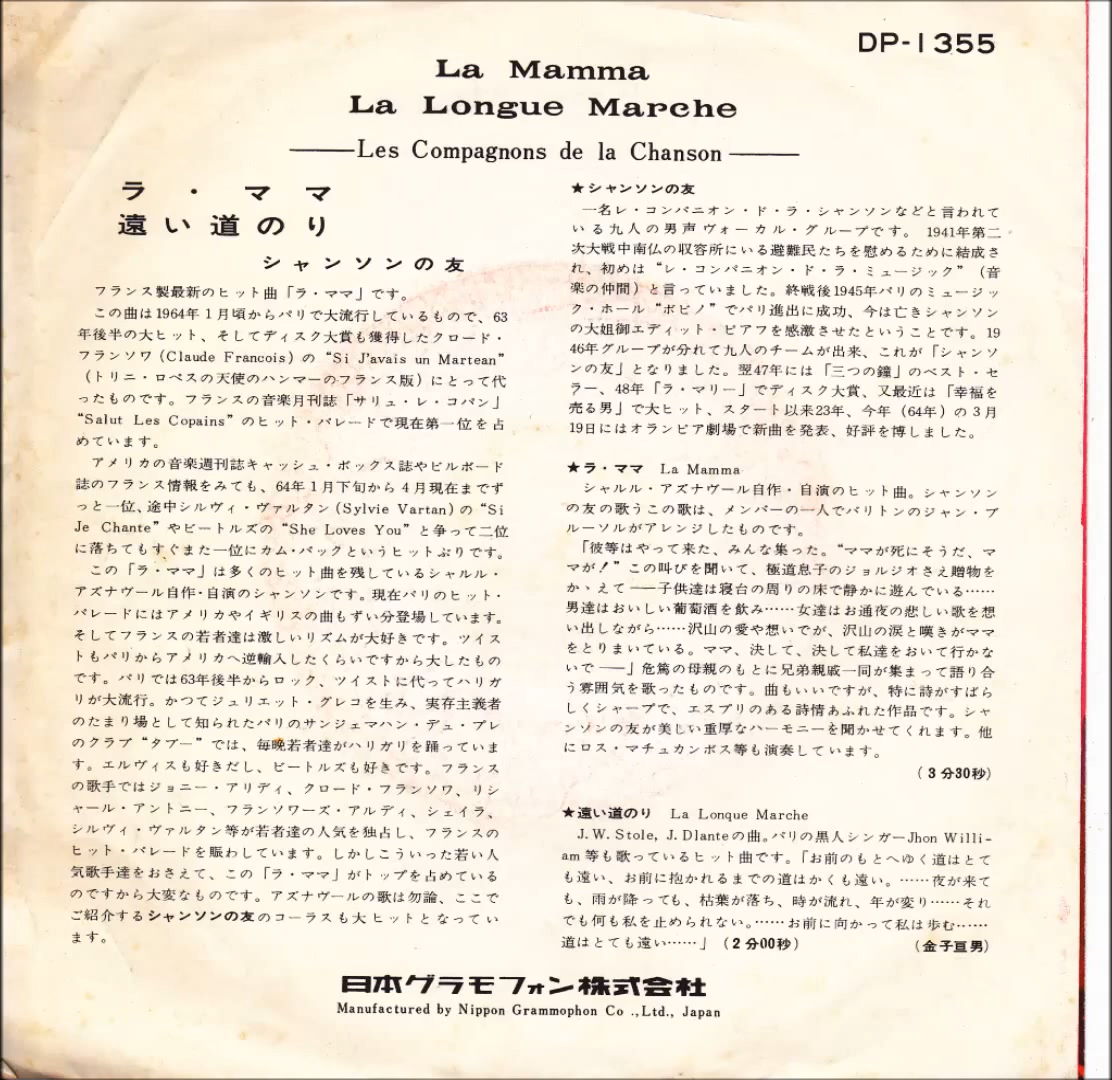 DP-1355
La Mamma
La Longue Marche
——Les Compagnons de la Chanson——
ラ・ママ
遠い道のり
シャンソンの友
フランス製最新のヒット曲「ラ・ママ」です。
この曲は1964年1月頃からパリで大流行しているもので、63
年後半の大ヒット、そしてディスク大賞も獲得したクロード・
フランソワ(Claude Francois)の“Si J'avais un Martean”
(トリニ・ロペスの天使のハンマーのフランス版)にとって代
ったものです。フランスの音楽月刊誌「サリュ・レ・コパン」
“Salut Les Copains”のヒット・パレードで現在第一位を占
めています。
アメリカの音楽週刊誌キャッシュ・ボックス誌やビルボード
誌のフランス情報をみても、64年1月下旬から4月現在までず
っと一位、途中シルヴィ・ヴァルタン(Sylvie Vartan)の“Si
Je Chante”やビートルズの“She Loves You”と争って二位
に落ちてもすぐまた一位にカム・バックというヒットぶりです。
この「ラ・ママ」は多くのヒット曲を残しているシャルル・
アズナヴール自作・自演のシャンソンです。現在パリのヒット・
パレードにはアメリカやイギリスの曲もずい分登場しています。
そしてフランスの若者達は激しいリズムが大好きです。ツイス
トもパリからアメリカへ逆輸入したくらいですから大したもの
です。パリでは63年後半からロック、ツイストに代ってハリガ
リが大流行。かつてジュリエット・グレコを生み、実存主義者
のたまり場として知られたパリのサンジェマハン・デュ・プレ
のクラブ“タブー”では、毎晩若者達がハリガリを踊っていま
す。エルヴィスも好きだし、ビートルズも好きです。フランス
の歌手ではジョニー・アリディ、クロード・フランソワ、リシ
ャール・アントニー、フランソワーズ・アルディ、シェイラ、
シルヴィ・ヴァルタン等が若者達の人気を独占し、フランスの
ヒット・パレードを賑わしています。しかしこういった若い人
気歌手達をおさえて、この「ラ・ママ」がトップを占めている
のですから大変なものです。アズナヴールの歌は勿論、ここで
ご紹介するシャンソンの友のコーラスも大ヒットとなってい
ます。
★シャンソンの友
一名レ・コンパニオン・ド・ラ・シャンソンなどと言われて
いる九人の男声ヴォーカル・グループです。1941年第二
次大戦中南仏の収容所にいる避難民たちを慰めるために結成さ
れ、初めは“レ・コンパニオン・ド・ラ・ミュージック”(音
楽の仲間)と言っていました。終戦後1945年パリのミュージッ
ク・ホール“ボビノ”でパリ進出に成功、今は亡きシャンソン
の大姐御エディット・ピアフを感激させたということです。19
46年グループが分れて九人のチームが出来、これが「シャンソ
ンの友」となりました。翌47年には「三つの鐘」のベスト・セ
ラー、48年「ラ・マリー」でディスク大賞、又最近は「幸福を
売る男」で大ヒット、スタート以来23年、今年(64年)の3月
19日にはオランピア劇場で新曲を発表、好評を博しました。
★ラ・ママ La Mamma
シャルル・アズナヴール自作・自演のヒット曲。シャンソン
の友の歌うこの歌は、メンバーの一人でバリトンのジャン・ブ
ルーソルがアレンジしたものです。
「彼等はやって来た、みんな集った。“ママが死にそうだ、マ
マが!”この叫びを聞いて、極道息子のジョルジオさえ贈物を
かゝえて——子供達は寝台の周りの床で静かに遊んでいる……
男達はおいしい葡萄酒を飲み……女達はお通夜の悲しい歌を想
い出しながら……沢山の愛や想いでが、沢山の涙と嘆きがママ
をとりまいている。ママ、決して、決して私達をおいて行かな
いで——」危篤の母親のもとに兄弟親戚一同が集まって語り合
う雰囲気を歌ったものです。曲もいいですが、特に詩がすばら
しくシャープで、エスプリのある詩情あふれた作品です。シャ
ンソンの友が美しい重厚なハーモニーを聞かせてくれます。他
にロス・マチュカンボス等も演奏しています。
(3分30秒)
★遠い道のり La Lonque Marche
J.W. Stole, J. Dlanteの曲。パリの黒人シンガーJhon Willi-
am 等も歌っているヒット曲です。「お前のもとへゆく道はとて
も遠い、お前に抱かれるまでの道はかくも遠い。……夜が来て
も、雨が降っても、枯葉が落ち、時が流れ、年が変り……それ
でも何も私を止められない。……お前に向かって私は歩む……
道はとても遠い……」(2分00秒) (金子亘男)
日本グラモフォン株式会社
Manufactured by Nippon Grammophon Co .,Ltd., Japan